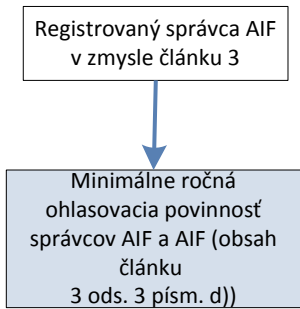 Registrovaný správca AIF
v zmysle článku 3
Minimálne ročná
ohlasovacia povinnosť
správcov AIF a AIF (obsah
článku
3 ods. 3 písm. d))